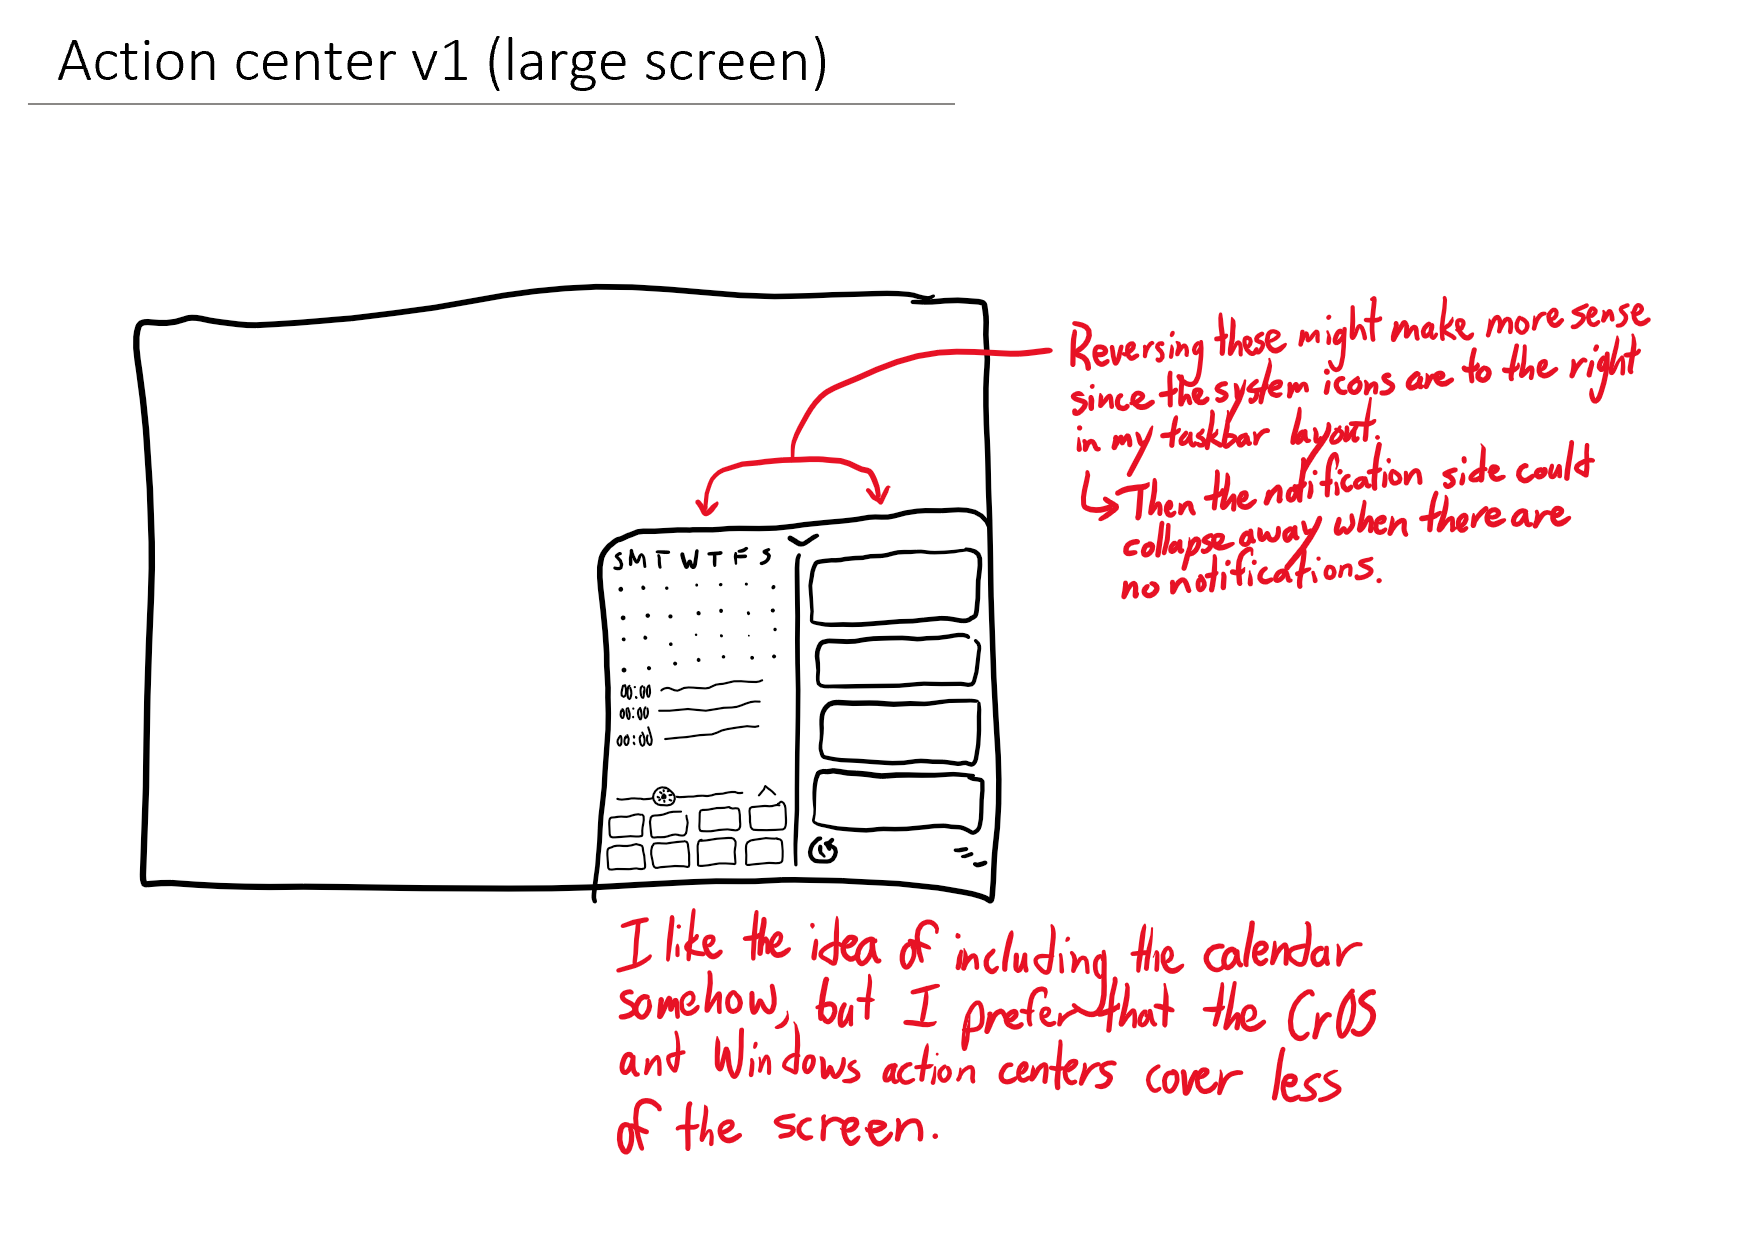 Action center v1 (large screen)
Reversing these might make more sense
since the system icons are to the right
in my taskbar layout.
Then the notification side could
collapse away when there are
no notifications.
S M T W T F S
00:00
00:00
00:00
I like the idea of including the calendar
somehow, but I prefer that the CrOS
and Windows action centers cover less
of the screen.